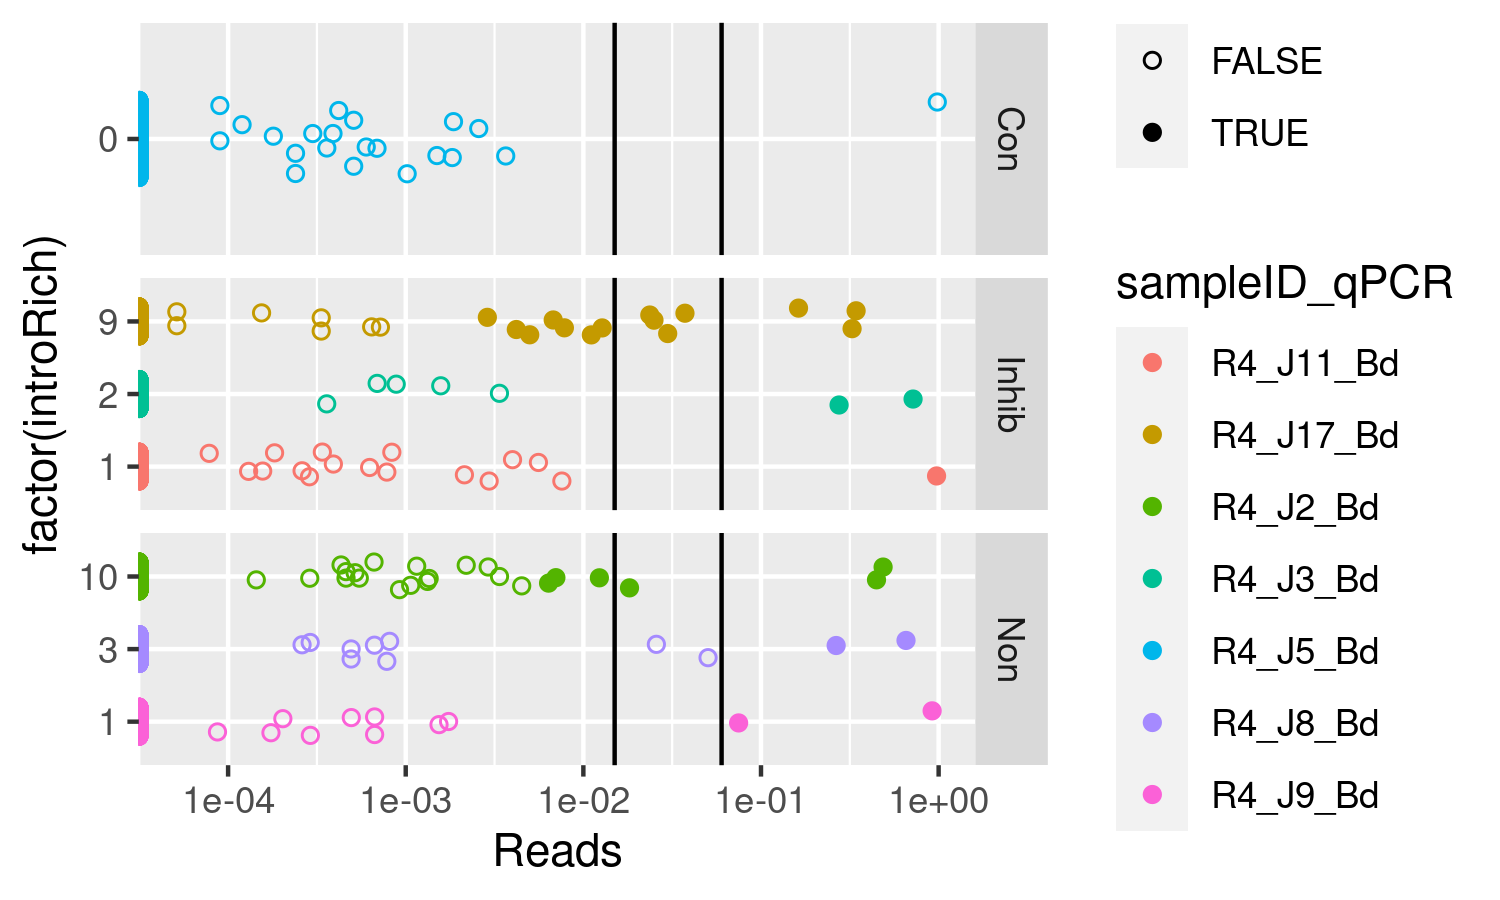 factor(introRich)
0
Con
9
2
1
Inhib
10
3
1
Non
1e-04 1e-03 1e-02 1e-01 1e+00
Reads
FALSE
TRUE
sampleID_qPCR
R4_J11_Bd
R4_J17_Bd
R4_J2_Bd
R4_J3_Bd
R4_J5_Bd
R4_J8_Bd
R4_J9_Bd